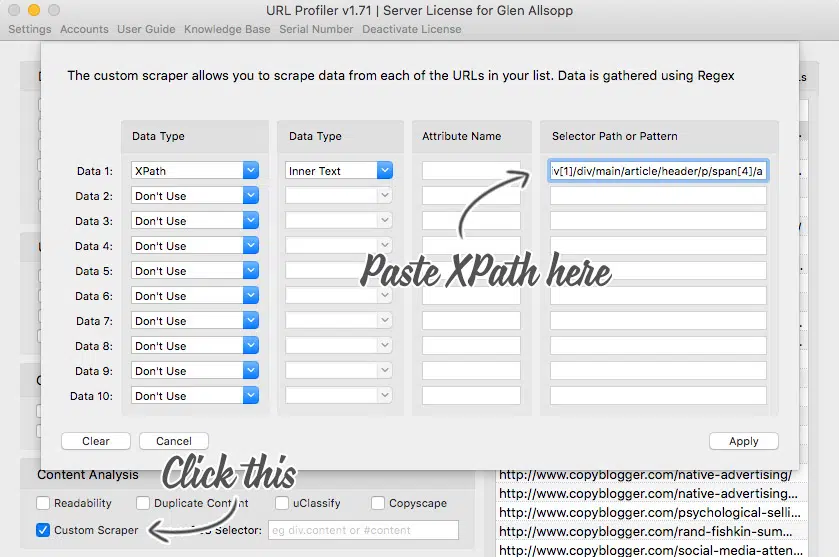 URL Profiler v1.71 | Server License for Glen Allsopp
Settings Accounts User Guide Knowledge Base Serial Number Deactivate License
The custom scraper allows you to scrape data from each of the URLs in your list. Data is gathered using Regex
Data Type Data Type Attribute Name Selector Path or Pattern
Data 1: XPath Inner Text v[1]/div/main/article/header/p/span[4]/a
Data 2: Don't Use
Data 3: Don't Use
Data 4: Don't Use
Data 5: Don't Use
Paste XPath here
Data 6: Don't Use
Data 7: Don't Use
Data 8: Don't Use
Data 9: Don't Use
Data 10: Don't Use
Clear Cancel Apply
Click this
Content Analysis
http://www.copyblogger.com/native-advertising/
http://www.copyblogger.com/native-advertising...
Readability Duplicate Content uClassify Copyscape
http://www.copyblogger.com/psychological-selli...
Custom Scraper Selector: eg div.content or #content
http://www.copyblogger.com/rand-fishkin-sum...
http://www.copyblogger.com/social-media-atten...